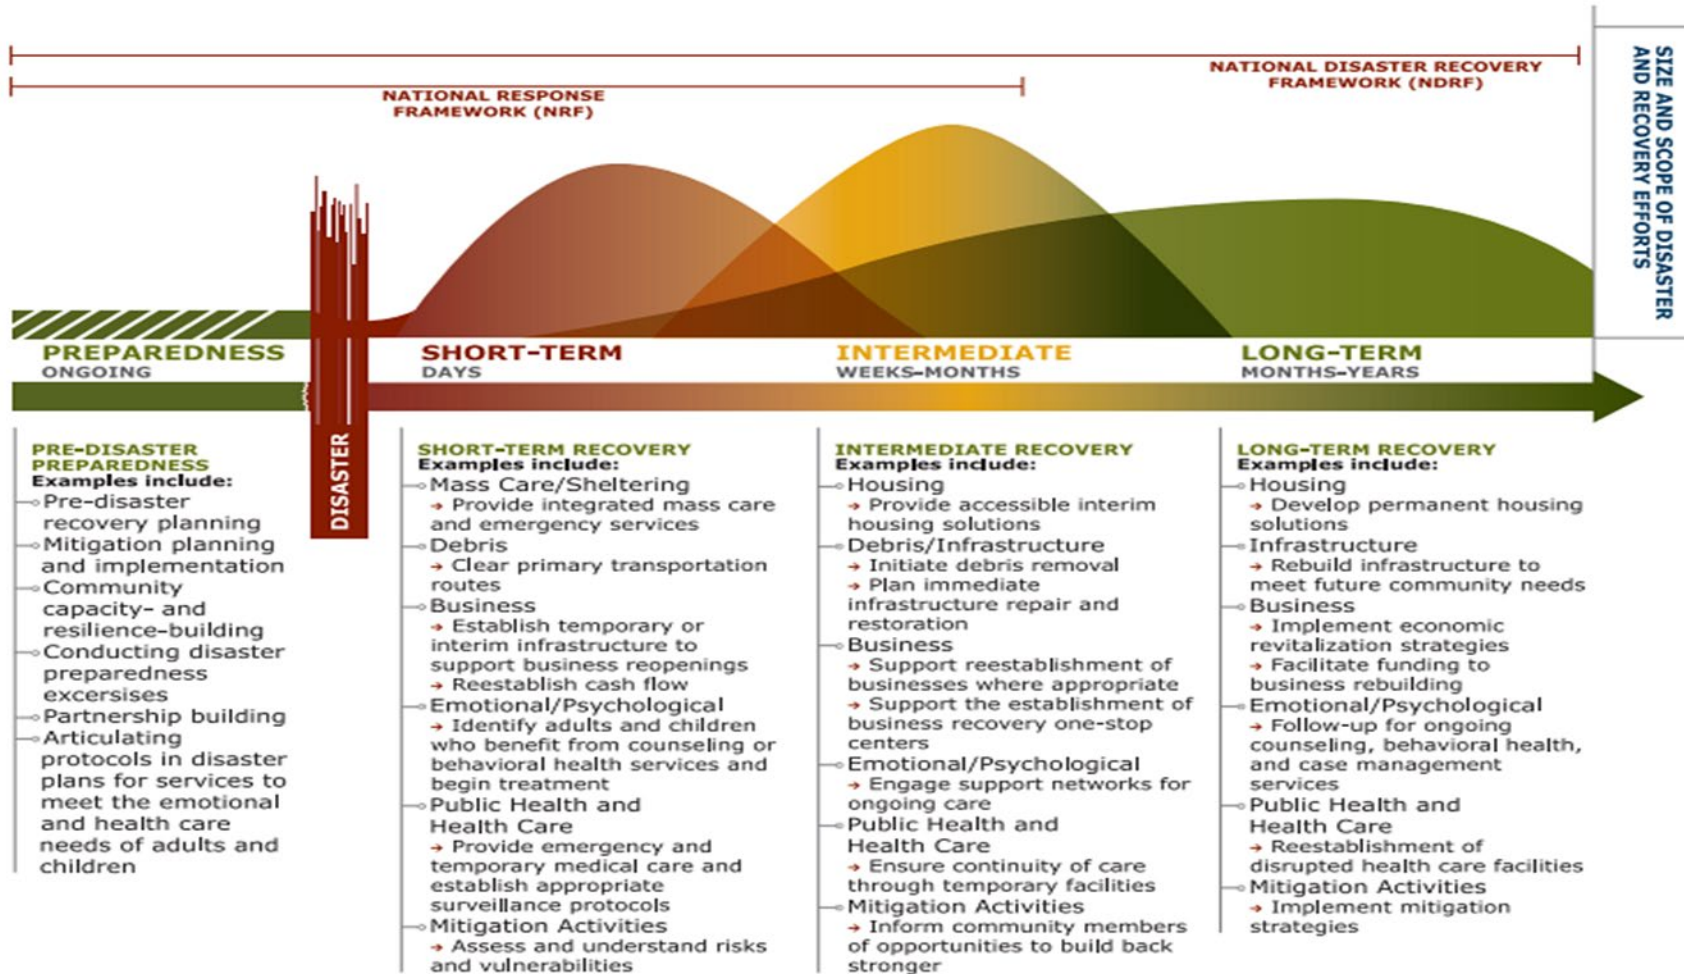 NATIONAL DISASTER RECOVERY
FRAMEWORK (NDRF)
NATIONAL RESPONSE
FRAMEWORK (NRF)
SIZE AND SCOPE OF DISASTER
AND RECOVERY EFFORTS
PREPAREDNESS
ONGOING
SHORT-TERM
DAYS
INTERMEDIATE
WEEKS-MONTHS
LONG-TERM
MONTHS-YEARS
DISASTER
PRE-DISASTER
PREPAREDNESS
Examples include:
Pre-disaster
recovery planning
Mitigation planning
and implementation
Community
capacity- and
resilience-building
Conducting disaster
preparedness
excersises
Partnership building
Articulating
protocols in disaster
plans for services to
meet the emotional
and health care
needs of adults and
children
SHORT-TERM RECOVERY
Examples include:
Mass Care/Sheltering
→ Provide integrated mass care
and emergency services
Debris
→ Clear primary transportation
routes
Business
→ Establish temporary or
interim infrastructure to
support business reopenings
→ Reestablish cash flow
Emotional/Psychological
→ Identify adults and children
who benefit from counseling or
behavioral health services and
begin treatment
Public Health and
Health Care
→ Provide emergency and
temporary medical care and
establish appropriate
surveillance protocols
Mitigation Activities
→ Assess and understand risks
and vulnerabilities
INTERMEDIATE RECOVERY
Examples include:
Housing
→ Provide accessible interim
housing solutions
Debris/Infrastructure
→ Initiate debris removal
→ Plan immediate
infrastructure repair and
restoration
Business
→ Support reestablishment of
businesses where appropriate
→ Support the establishment of
business recovery one-stop
centers
Emotional/Psychological
→ Engage support networks for
ongoing care
Public Health and
Health Care
→ Ensure continuity of care
through temporary facilities
Mitigation Activities
→ Inform community members
of opportunities to build back
stronger
LONG-TERM RECOVERY
Examples include:
Housing
→ Develop permanent housing
solutions
Infrastructure
→ Rebuild infrastructure to
meet future community needs
Business
→ Implement economic
revitalization strategies
→ Facilitate funding to
business rebuilding
Emotional/Psychological
→ Follow-up for ongoing
counseling, behavioral health,
and case management
services
Public Health and
Health Care
→ Reestablishment of
disrupted health care facilities
Mitigation Activities
→ Implement mitigation
strategies